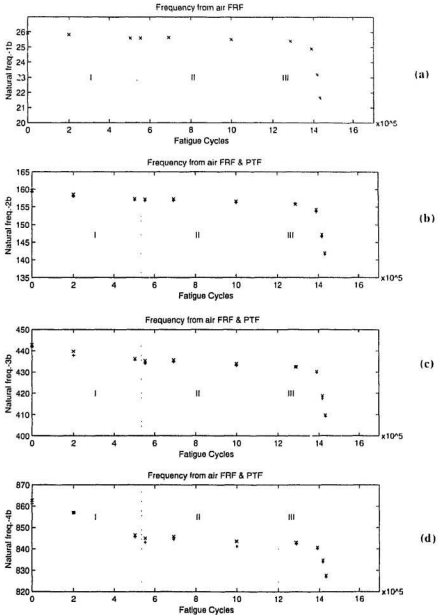 Frequency from air FRF
Natural freq.-1b
26
25
24
23
22
21
20
I
II
III
0 2 4 6 8 10 12 14 16
x10^5
Fatigue Cycles
(a)
Frequency from air FRF & PTF
Natural freq.-2b
165
160
155
150
145
140
135
I
II
III
0 2 4 6 8 10 12 14 16
x10^5
Fatigue Cycles
(b)
Frequency from air FRF & PTF
Natural freq.-3b
450
440
430
420
410
400
I
II
III
0 2 4 6 8 10 12 14 16
x10^5
Fatigue Cycles
(c)
Frequency from air FRF & PTF
Natural freq.-4b
870
860
850
840
830
820
I
II
III
0 2 4 6 8 10 12 14 16
x10^5
Fatigue Cycles
(d)